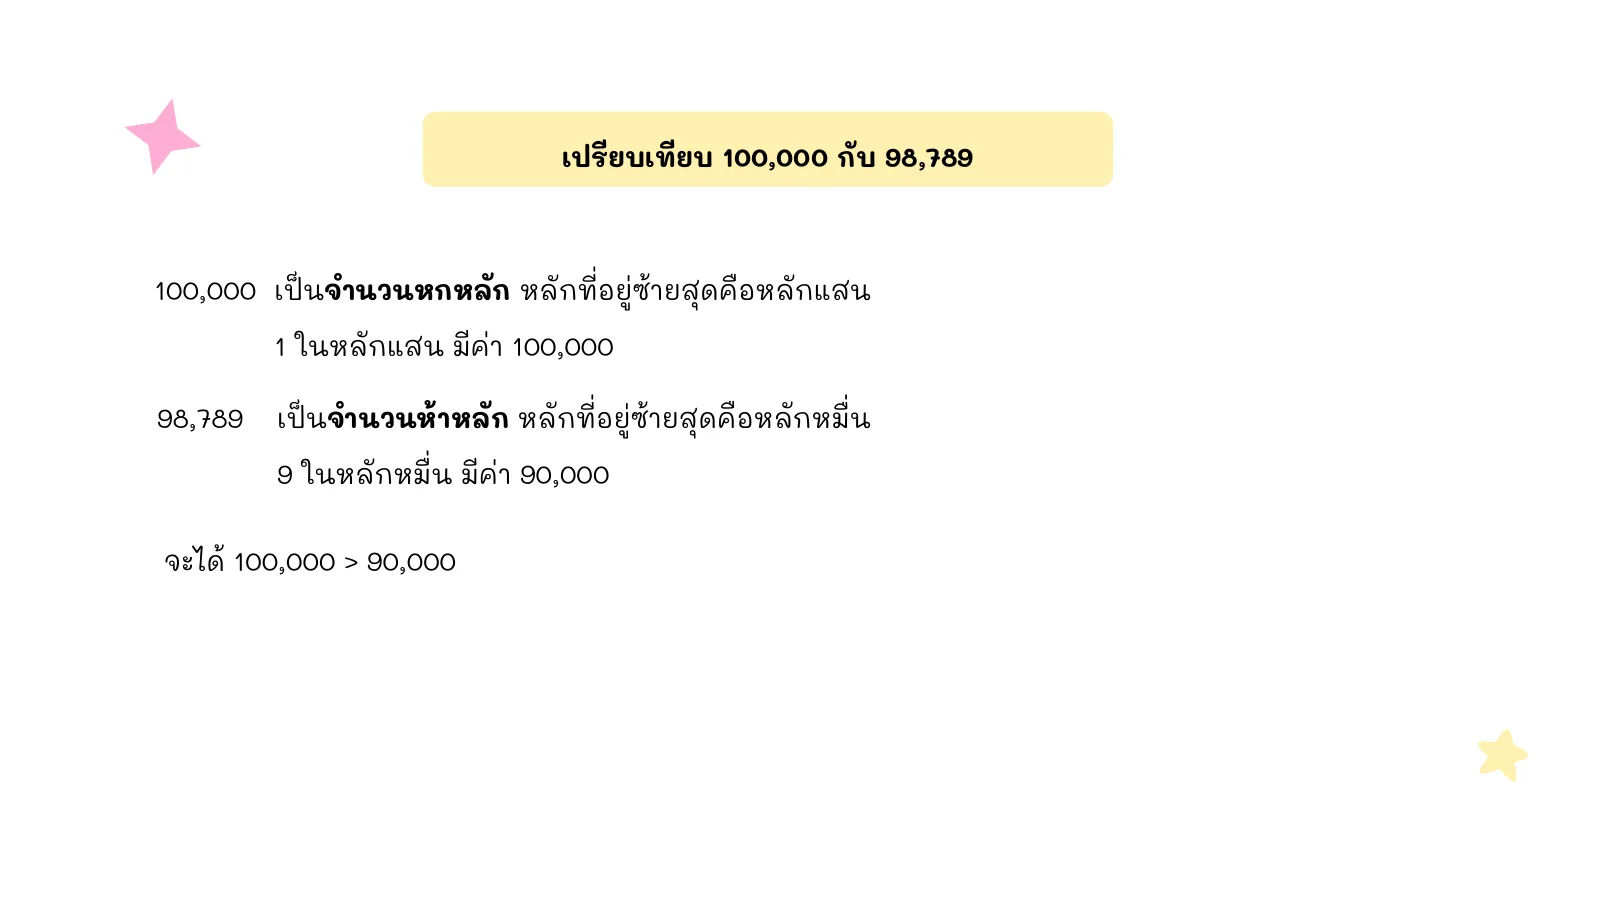 เปรียบเทียบ 100,000 กับ 98,789
100,000 เป็นจำนวนหกหลัก หลักที่อยู่ซ้ายสุดคือหลักแสน
1 ในหลักแสน มีค่า 100,000
98,789 เป็นจำนวนห้าหลัก หลักที่อยู่ซ้ายสุดคือหลักหมื่น
9 ในหลักหมื่น มีค่า 90,000
จะได้ 100,000 > 90,000